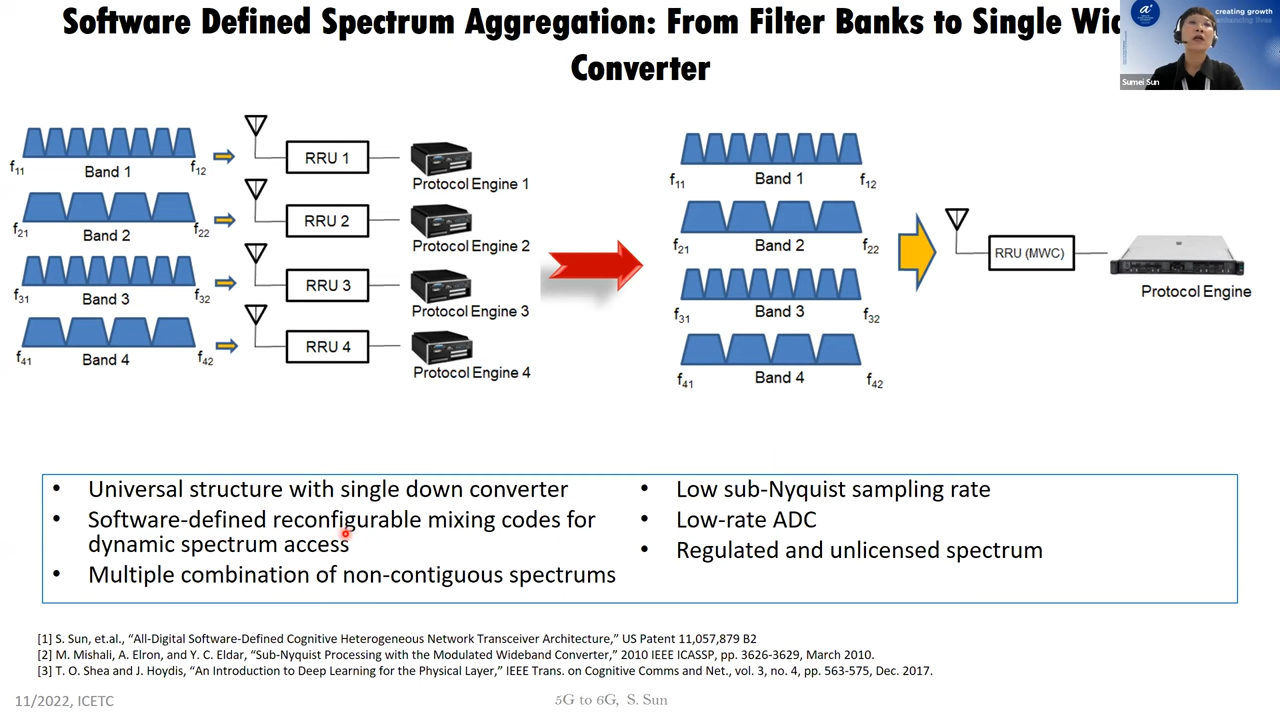 Software Defined Spectrum Aggregation: From Filter Banks to Single
Converter
creating growth
enhancing lives
Sumei Sun
f11
Band 1
f12
RRU 1
Protocol Engine 1
f21
Band 2
f22
RRU 2
Protocol Engine 2
f31
Band 3
f32
RRU 3
Protocol Engine 3
f41
Band 4
f42
RRU 4
Protocol Engine 4
f11
Band 1
f12
f21
Band 2
f22
f31
Band 3
f32
f41
Band 4
f42
RRU (MWC)
Protocol Engine
• Universal structure with single down converter
• Software-defined reconfigurable mixing codes for
dynamic spectrum access
• Multiple combination of non-contiguous spectrums
• Low sub-Nyquist sampling rate
• Low-rate ADC
• Regulated and unlicensed spectrum
[1] S. Sun, et.al., “All-Digital Software-Defined Cognitive Heterogeneous Network Transceiver Architecture,” US Patent 11,057,879 B2
[2] M. Mishali, A. Elron, and Y. C. Eldar, “Sub-Nyquist Processing with the Modulated Wideband Converter,” 2010 IEEE ICASSP, pp. 3626-3629, March 2010.
[3] T. O. Shea and J. Hoydis, “An Introduction to Deep Learning for the Physical Layer,” IEEE Trans. on Cognitive Comms and Net., vol. 3, no. 4, pp. 563-575, Dec. 2017.
11/2022, ICETC
5G to 6G, S. Sun